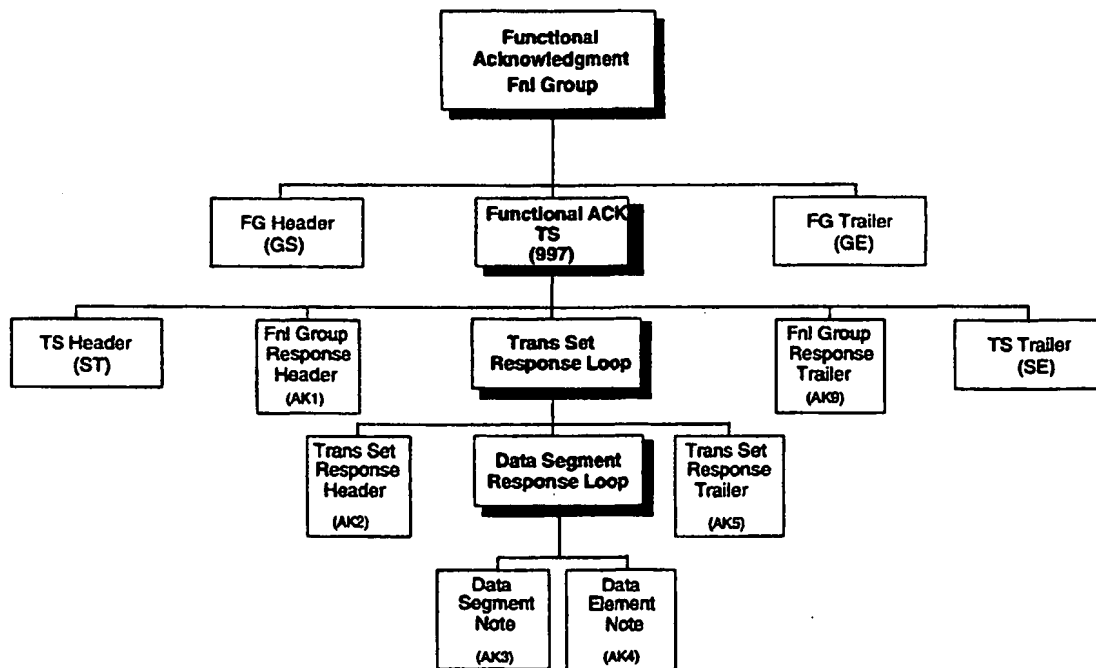 Functional
Acknowledgment
Fnl Group
FG Header
(GS)
Functional ACK
TS
(997)
FG Trailer
(GE)
TS Header
(ST)
Fnl Group
Response
Header
(AK1)
Trans Set
Response Loop
Fnl Group
Response
Trailer
(AK9)
TS Trailer
(SE)
Trans Set
Response
Header
(AK2)
Data Segment
Response Loop
Trans Set
Response
Trailer
(AK5)
Data
Segment
Note
(AK3)
Data
Element
Note
(AK4)